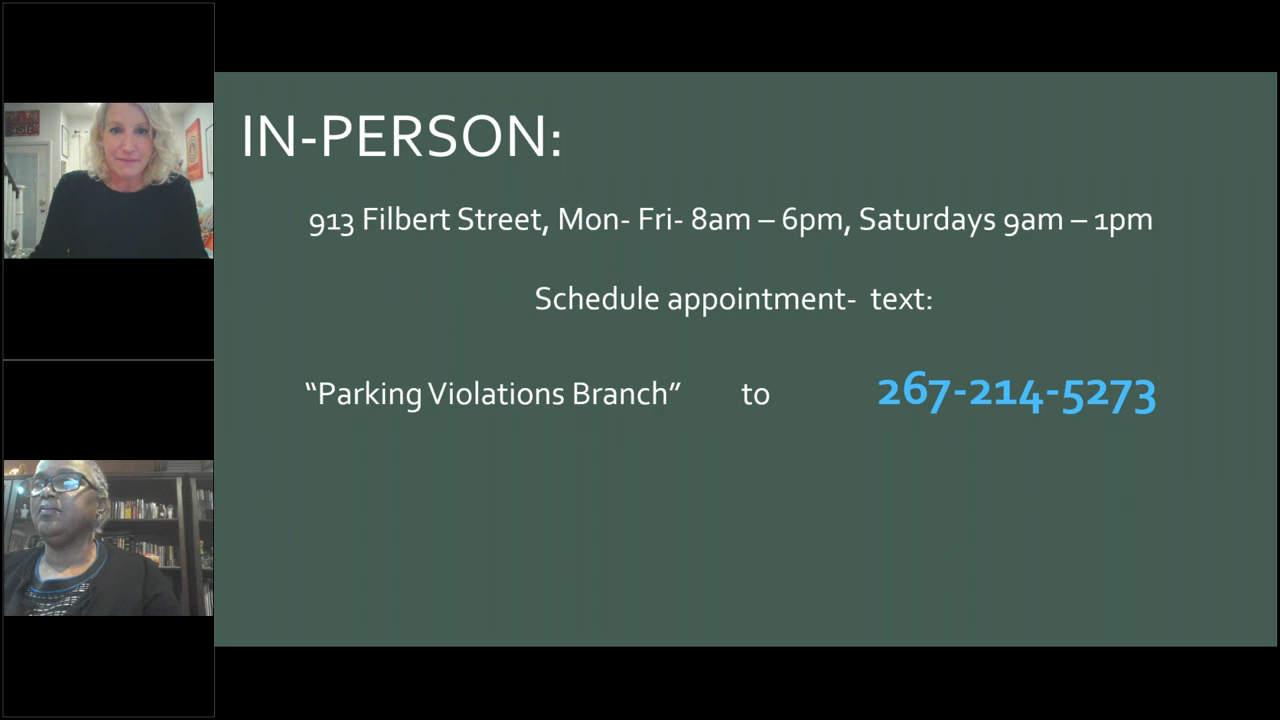 IN-PERSON:
913 Filbert Street, Mon- Fri- 8am – 6pm, Saturdays 9am – 1pm
Schedule appointment- text:
“Parking Violations Branch” to 267-214-5273